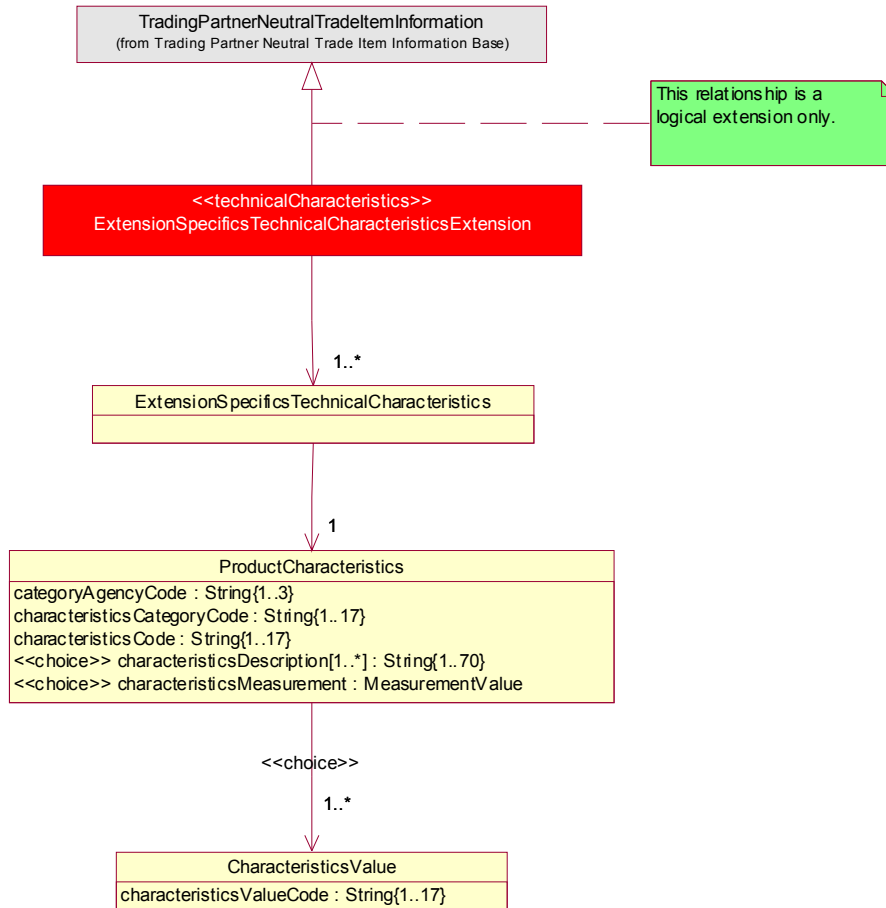 TradingPartnerNeutralTradeItemInformation
(from Trading Partner Neutral Trade Item Information Base)
This relationship is a
logical extension only.
<<technicalCharacteristics>>
ExtensionSpecificsTechnicalCharacteristicsExtension
1..*
ExtensionSpecificsTechnicalCharacteristics
1
ProductCharacteristics
categoryAgencyCode : String{1..3}
characteristicsCategoryCode : String{1..17}
characteristicsCode : String{1..17}
<<choice>> characteristicsDescription[1..*] : String{1..70}
<<choice>> characteristicsMeasurement : MeasurementValue
<<choice>>
1..*
CharacteristicsValue
characteristicsValueCode : String{1..17}